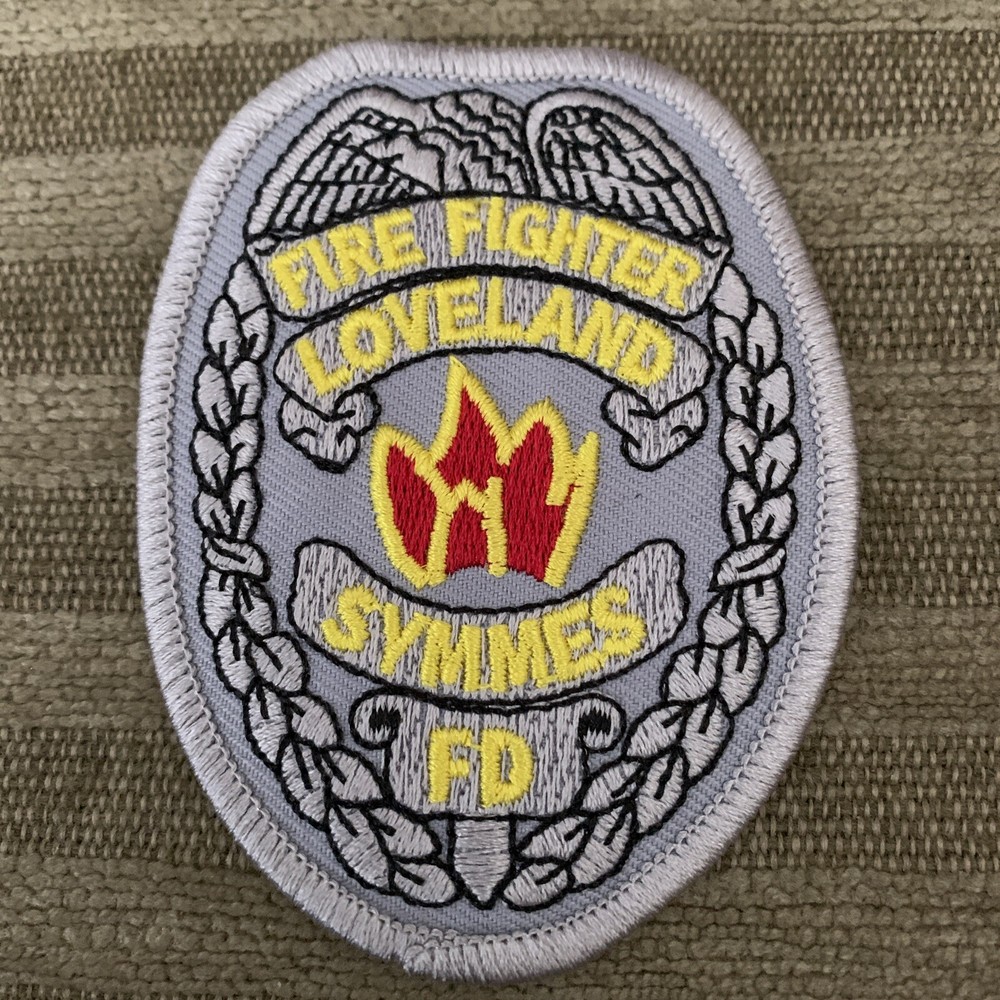 FIRE FIGHTER
LOVELAND
SYMMES
FD